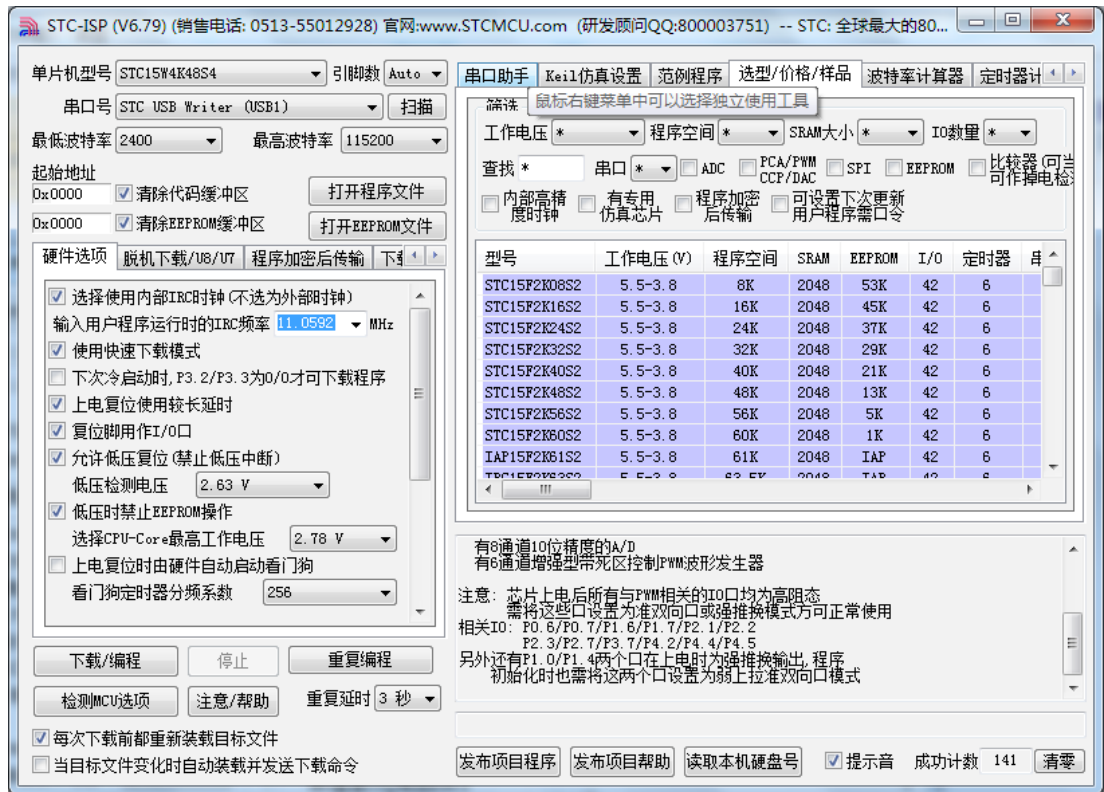 STC-ISP (V6.79) (销售电话: 0513-55012928) 官网:www.STCMCU.com (研发顾问QQ:800003751) -- STC: 全球最大的80...
单片机型号 STC15W4K48S4 引脚数 Auto
串口号 STC USB Writer (USB1) 扫描
最低波特率 2400 最高波特率 115200
起始地址
0x0000 清除代码缓冲区 打开程序文件
0x0000 清除EEPROM缓冲区 打开EEPROM文件
硬件选项 脱机下载/U8/U7 程序加密后传输
选择使用内部IRC时钟(不选为外部时钟)
输入用户程序运行时的IRC频率 11.0592 MHz
使用快速下载模式
下次冷启动时,P3.2/P3.3为0/0才可下载程序
上电复位使用较长延时
复位脚用作I/O口
允许低压复位(禁止低压中断)
低压检测电压 2.63 V
低压时禁止EEPROM操作
选择CPU-Core最高工作电压 2.78 V
上电复位时由硬件自动启动看门狗
看门狗定时器分频系数 256
下载/编程 停止 重复编程
检测MCU选项 注意/帮助 重复延时 3 秒
每次下载前都重新装载目标文件
当目标文件变化时自动装载并发送下载命令
串口助手 Keil仿真设置 范例程序 选型/价格/样品 波特率计算器 定时器计
筛选 鼠标右键菜单中可以选择独立使用工具
工作电压 * 程序空间 * SRAM大小 * IO数量 *
查找 * 串口 * ADC PCA/PWM CCP/DAC SPI EEPROM 比较器(可当 可作掉电检
内部高精度时钟 有专用仿真芯片 程序加密后传输 可设置下次更新用户程序需口令
型号 工作电压(V) 程序空间 SRAM EEPROM I/O 定时器 串
STC15F2K08S2 5.5-3.8 8K 2048 53K 42 6
STC15F2K16S2 5.5-3.8 16K 2048 45K 42 6
STC15F2K24S2 5.5-3.8 24K 2048 37K 42 6
STC15F2K32S2 5.5-3.8 32K 2048 29K 42 6
STC15F2K40S2 5.5-3.8 40K 2048 21K 42 6
STC15F2K48S2 5.5-3.8 48K 2048 13K 42 6
STC15F2K56S2 5.5-3.8 56K 2048 5K 42 6
STC15F2K60S2 5.5-3.8 60K 2048 1K 42 6
IAP15F2K61S2 5.5-3.8 61K 2048 IAP 42 6
有8通道10位精度的A/D
有6通道增强型带死区控制PWM波形发生器
注意: 芯片上电后所有与PWM相关的IO口均为高阻态
需将这些口设置为准双向口或强推挽模式方可正常使用
相关IO: P0.6/P0.7/P1.6/P1.7/P2.1/P2.2
P2.3/P2.7/P3.7/P4.2/P4.4/P4.5
另外还有P1.0/P1.4两个口在上电时为强推挽输出,程序
初始化时也需将这两个口设置为弱上拉准双向口模式
发布项目程序 发布项目帮助 读取本机硬盘号 提示音 成功计数 141 清零